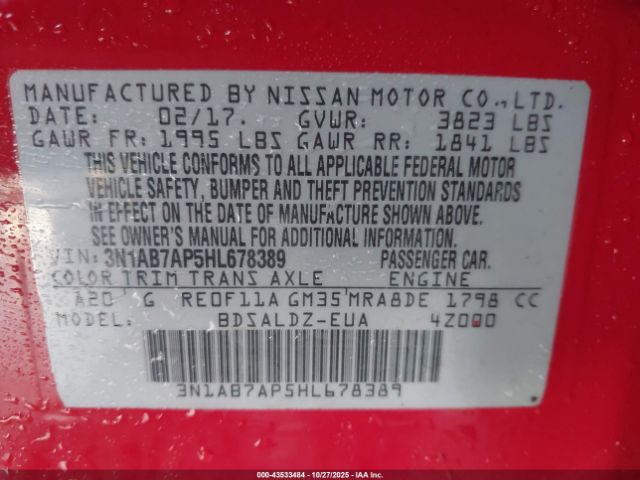 MANUFACTURED BY NISSAN MOTOR CO., LTD.
DATE: 02/17. GVWR: 3823 LBS
GAWR FR: 1995 LBS GAWR RR: 1841 LBS
THIS VEHICLE CONFORMS TO ALL APPLICABLE FEDERAL MOTOR
VEHICLE SAFETY, BUMPER AND THEFT PREVENTION STANDARDS
IN EFFECT ON THE DATE OF MANUFACTURE SHOWN ABOVE.
SEE OWNER'S MANUAL FOR ADDITIONAL INFORMATION.
VIN: 3N1AB7AP5HL678389 PASSENGER CAR.
COLOR TRIM TRANS AXLE ENGINE
A20 G RE0F11A GM35 MRA8DE 1798 CC
BDSALDZ-EUA 4Z000
3N1AB7AP5HL678389
000-43533484 | 10/27/2025 | IAA, Inc.